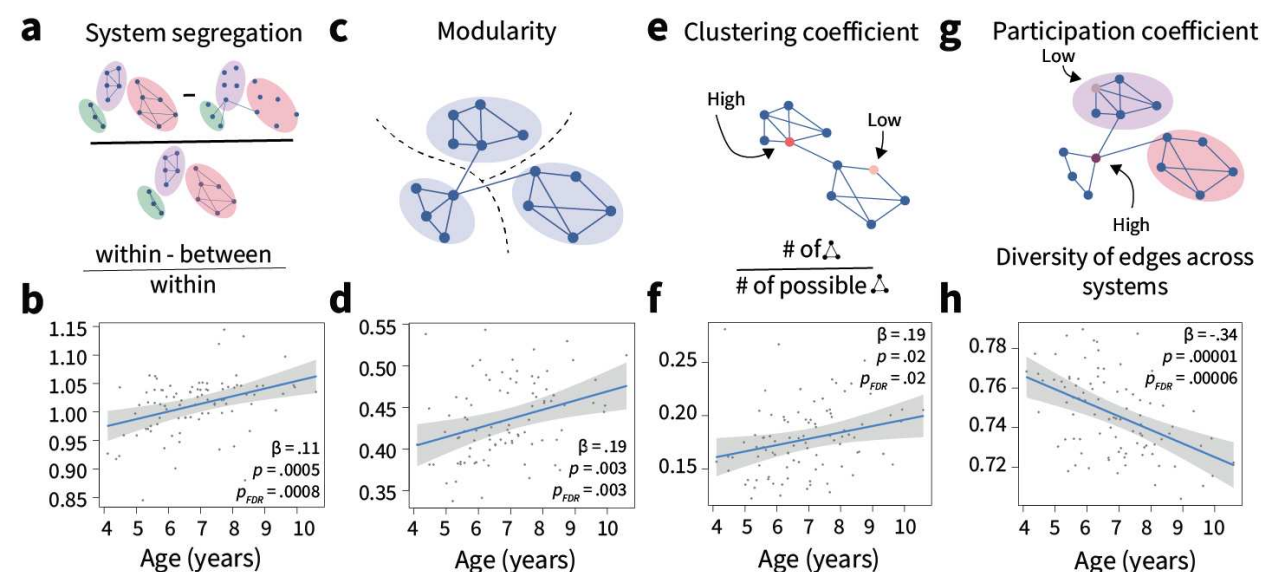 a
System segregation
within - between
within
c
Modularity
e
Clustering coefficient
High
Low
# of
# of possible
g
Participation coefficient
Low
High
Diversity of edges across
systems
b
1.15
1.10
1.05
1.00
0.95
0.90
0.85
β = .11
p = .0005
pFDR = .0008
4 5 6 7 8 9 10
Age (years)
d
0.55
0.50
0.45
0.40
0.35
β = .19
p = .003
pFDR = .003
4 5 6 7 8 9 10
Age (years)
f
0.25
0.20
0.15
β = .19
p = .02
pFDR = .02
4 5 6 7 8 9 10
Age (years)
h
0.78
0.76
0.74
0.72
β = -.34
p = .00001
pFDR = .00006
4 5 6 7 8 9 10
Age (years)